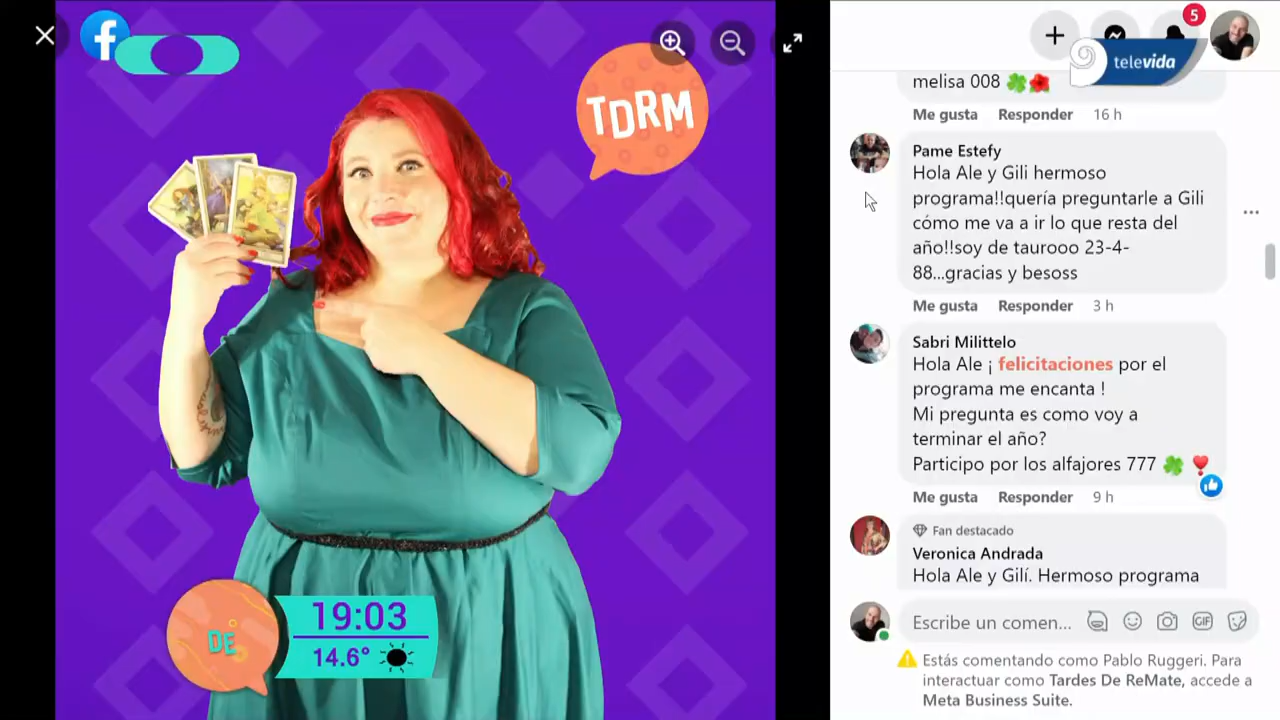 TDRM
DE
19:03
14.6°
5
televida
melisa 008
Me gusta Responder 16 h
Pame Estefy
Hola Ale y Gili hermoso
programa!!quería preguntarle a Gili
cómo me va a ir lo que resta del
año!!soy de taurooo 23-4-
88...gracias y besoss
Me gusta Responder 3 h
Sabri Milittelo
Hola Ale ¡ felicitaciones por el
programa me encanta !
Mi pregunta es como voy a
terminar el año?
Participo por los alfajores 777
Me gusta Responder 9 h
Fan destacado
Veronica Andrada
Hola Ale y Gilí. Hermoso programa
Escribe un comen...
GIF
Estás comentando como Pablo Ruggeri. Para
interactuar como Tardes De ReMate, accede a
Meta Business Suite.